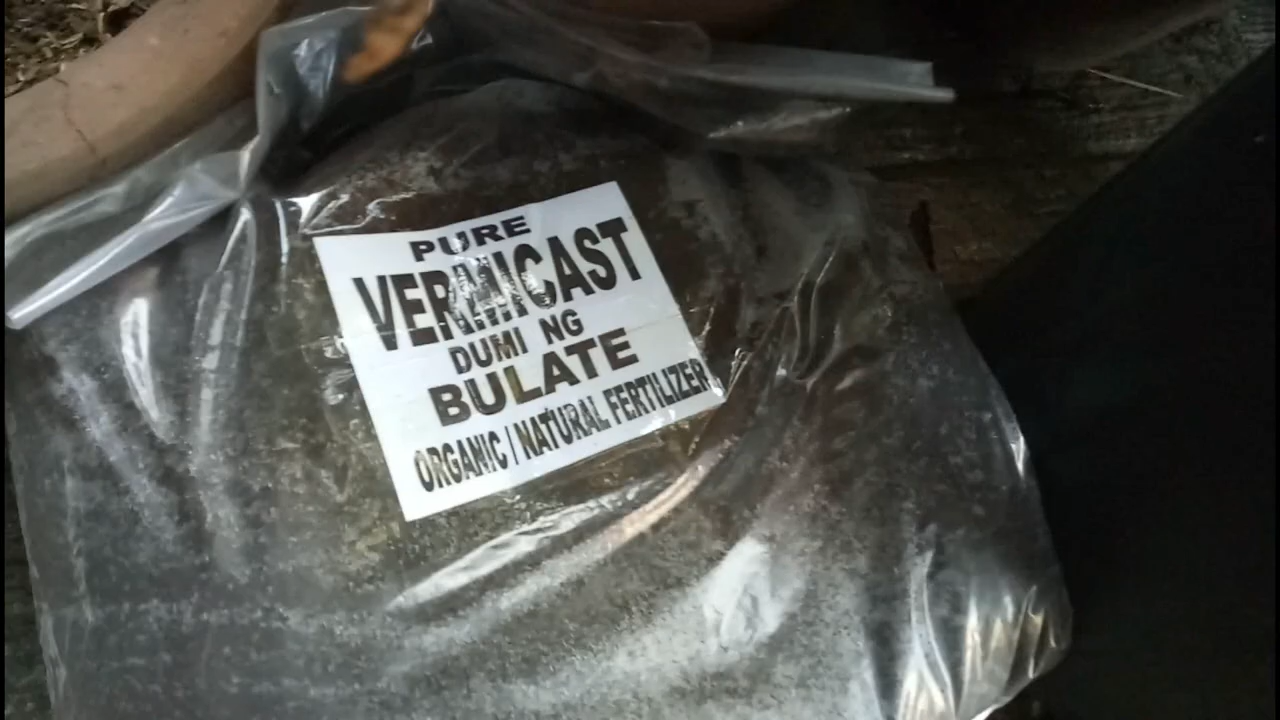 PURE
VERMICAST
DUMI NG
BULATE
ORGANIC / NATURAL FERTILIZER